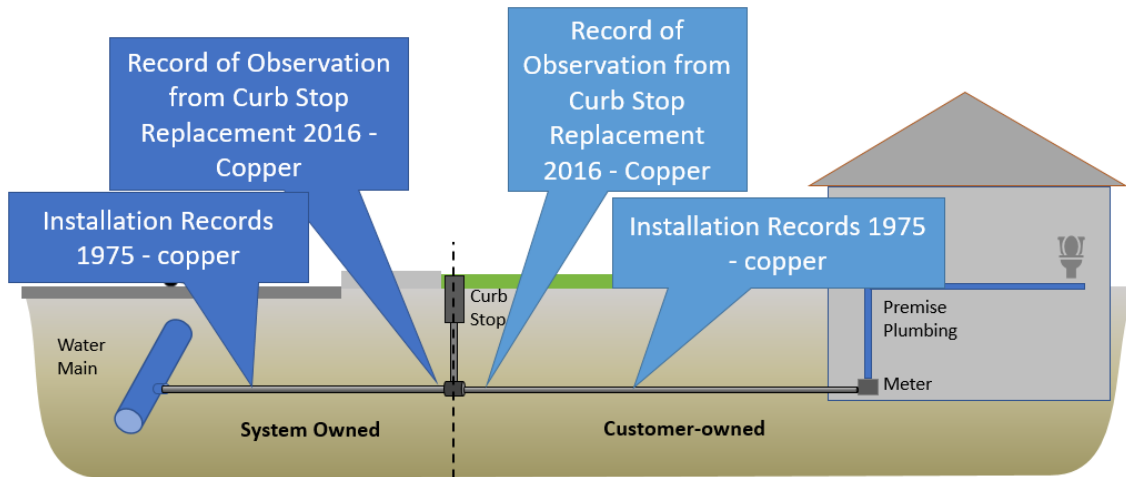 Record of Observation
from Curb Stop
Replacement 2016 -
Copper
Record of
Observation from
Curb Stop
Replacement
2016 - Copper
Installation Records
1975 - copper
Installation Records 1975
- copper
Curb
Stop
Water
Main
Premise
Plumbing
Meter
System Owned
Customer-owned